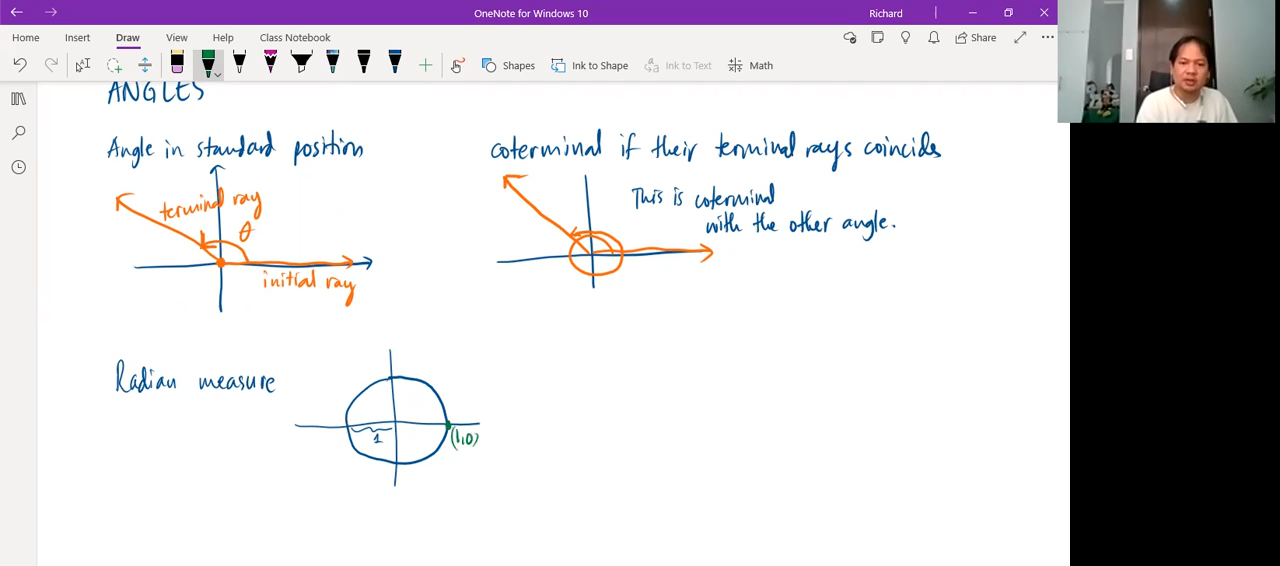 OneNote for Windows 10
Richard
Home Insert Draw View Help Class Notebook
Share
Shapes Ink to Shape Ink to Text Math
ANGLES
Angle in standard position
terminal ray
θ
initial ray
coterminal if their terminal rays coincides
This is coterminal
with the other angle.
Radian measure
1
(1,0)